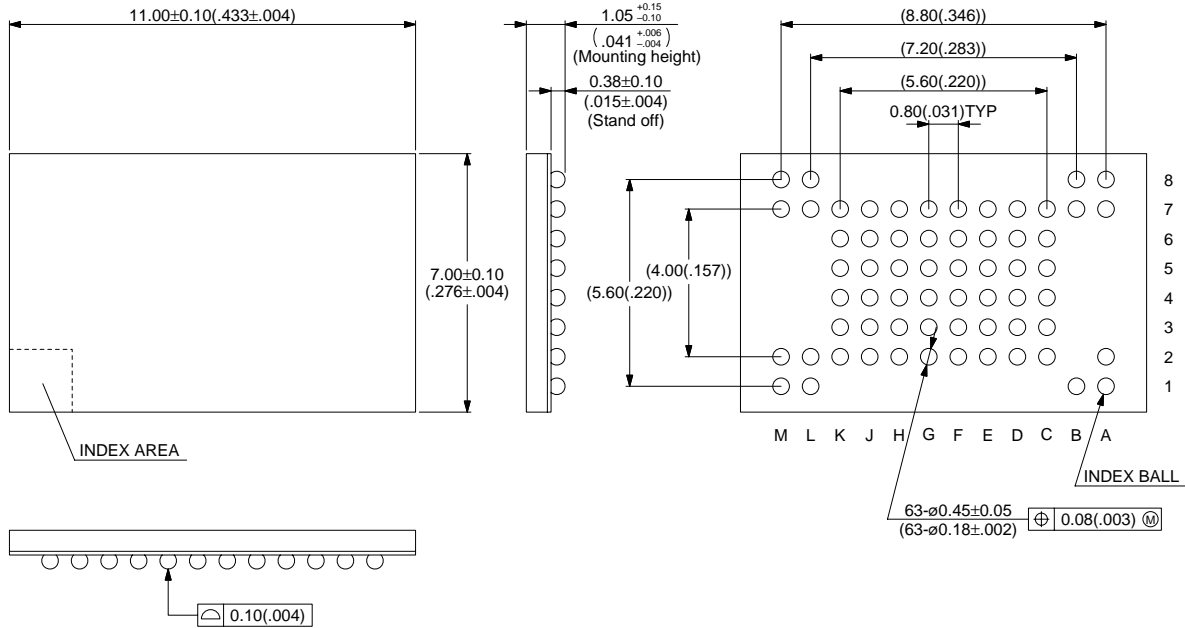 11.00±0.10(.433±.004)
1.05 +0.15 –0.10
(.041 +.006 –.004)
(Mounting height)
0.38±0.10
(.015±.004)
(Stand off)
(8.80(.346))
(7.20(.283))
(5.60(.220))
0.80(.031)TYP
8
7
6
5
4
3
2
1
7.00±0.10
(.276±.004)
(5.60(.220))
(4.00(.157))
M L K J H G F E D C B A
INDEX AREA
INDEX BALL
63-ø0.45±0.05
(63-ø0.18±.002)
⌖ 0.08(.003) Ⓜ
⌓ 0.10(.004)